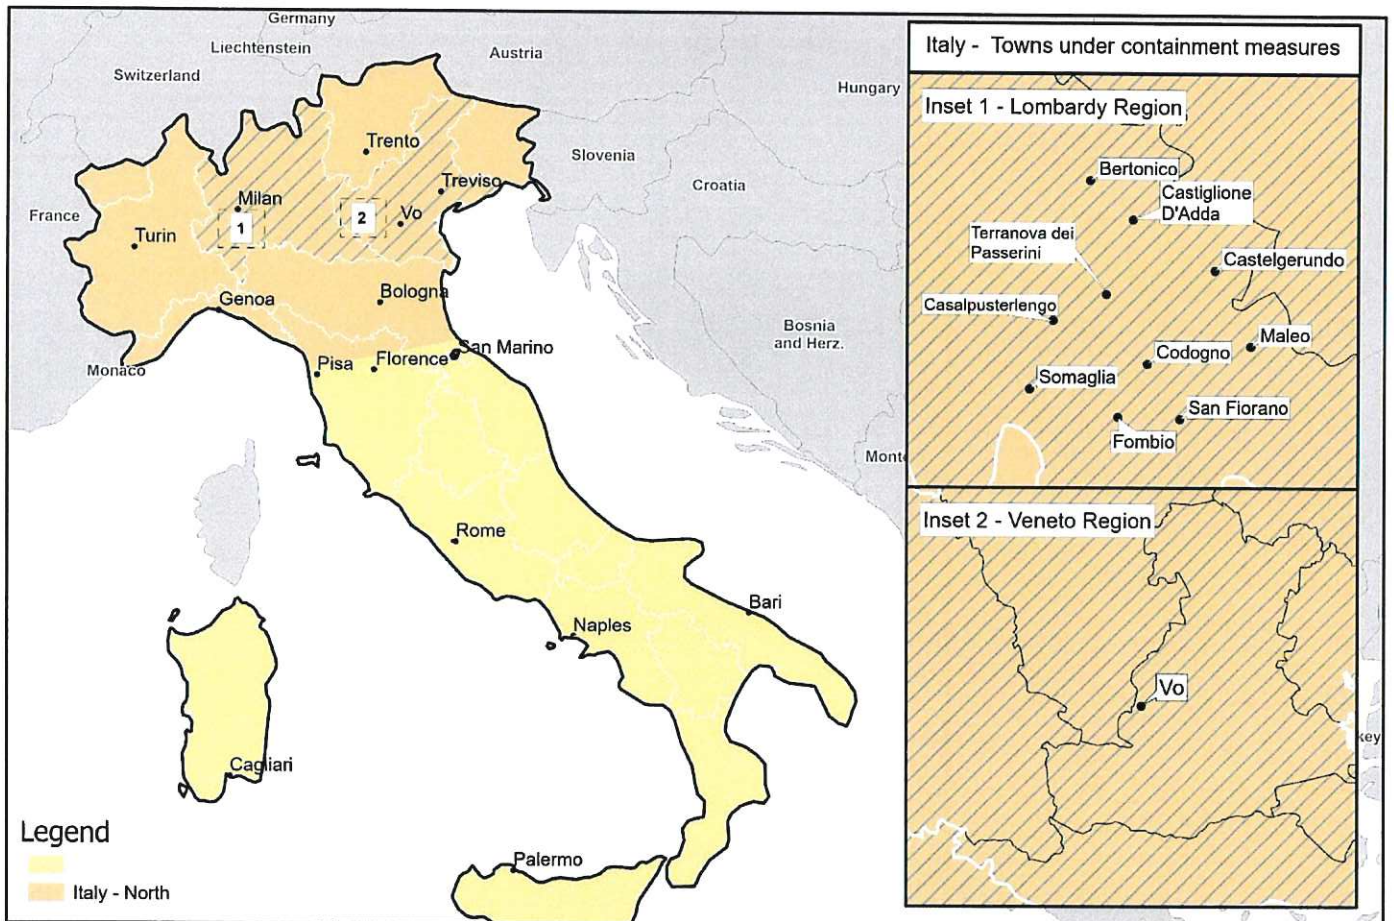 Germany
Liechtenstein
Austria
Switzerland
Hungary
Trento
Slovenia
Treviso
Croatia
Milan
France
1
2
Vo
Turin
Genoa
Bologna
Bosnia
and Herz.
San Marino
Florence
Pisa
Monaco
Mont
Rome
Bari
Naples
Cagliari
Palermo
key
Legend
Italy - North
Italy - Towns under containment measures
Inset 1 - Lombardy Region
Bertonico
Castiglione
D'Adda
Terranova dei
Passerini
Castelgerundo
Casalpusterlengo
Maleo
Codogno
Somaglia
San Fiorano
Fombio
Inset 2 - Veneto Region
Vo